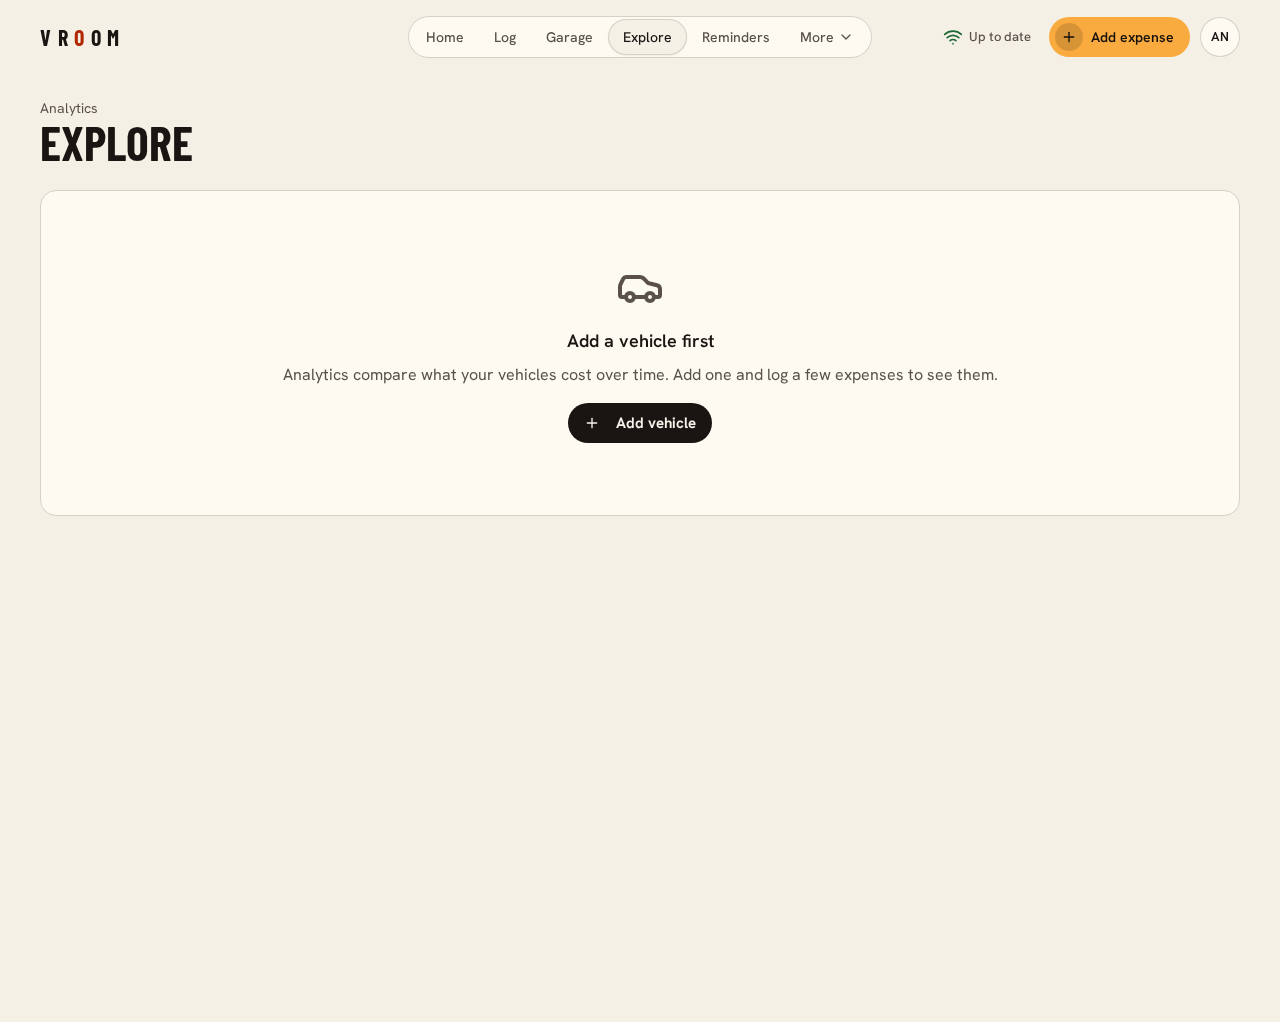 VROOM
Home
Log
Garage
Explore
Reminders
More
Up to date
Add expense
AN
Analytics
EXPLORE
Add a vehicle first
Analytics compare what your vehicles cost over time. Add one and log a few expenses to see them.
Add vehicle